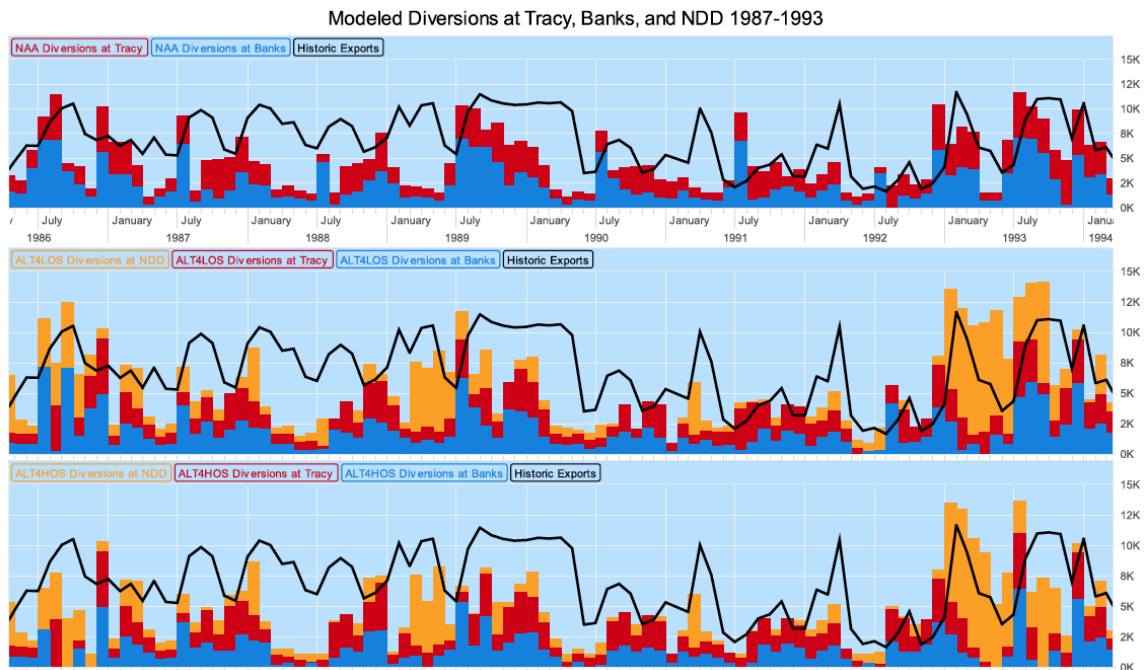 Modeled Diversions at Tracy, Banks, and NDD 1987-1993
NAA Diversions at Tracy NAA Diversions at Banks Historic Exports
15K
12K
10K
7K
5K
2K
0K
July January July January July January July January July January July January July January July
1986 1987 1988 1989 1990 1991 1992 1993 1994
ALT4LOS Diversions at NDD ALT4LOS Diversions at Tracy ALT4LOS Diversions at Banks Historic Exports
15K
12K
10K
7K
5K
2K
0K
ALT4HOS Diversions at NDD ALT4HOS Diversions at Tracy ALT4HOS Diversions at Banks Historic Exports
15K
12K
10K
7K
5K
2K
0K